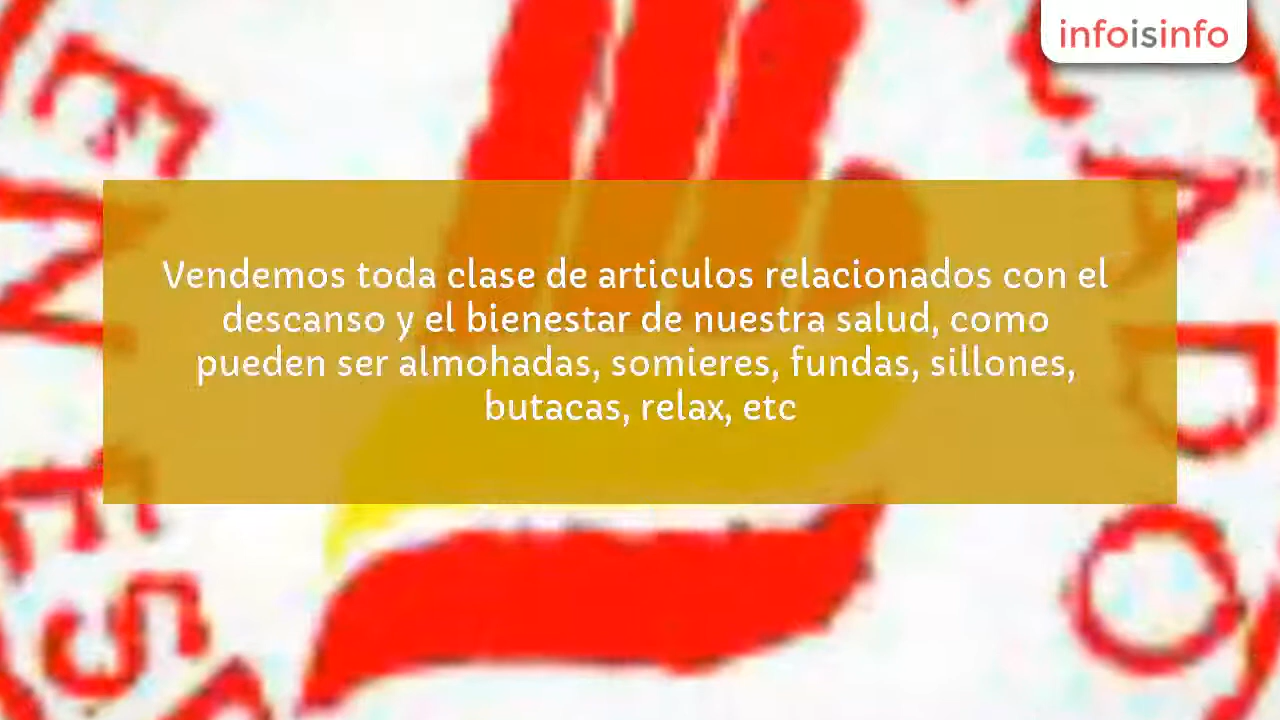 infoisinfo
Vendemos toda clase de articulos relacionados con el
descanso y el bienestar de nuestra salud, como
pueden ser almohadas, somieres, fundas, sillones,
butacas, relax, etc